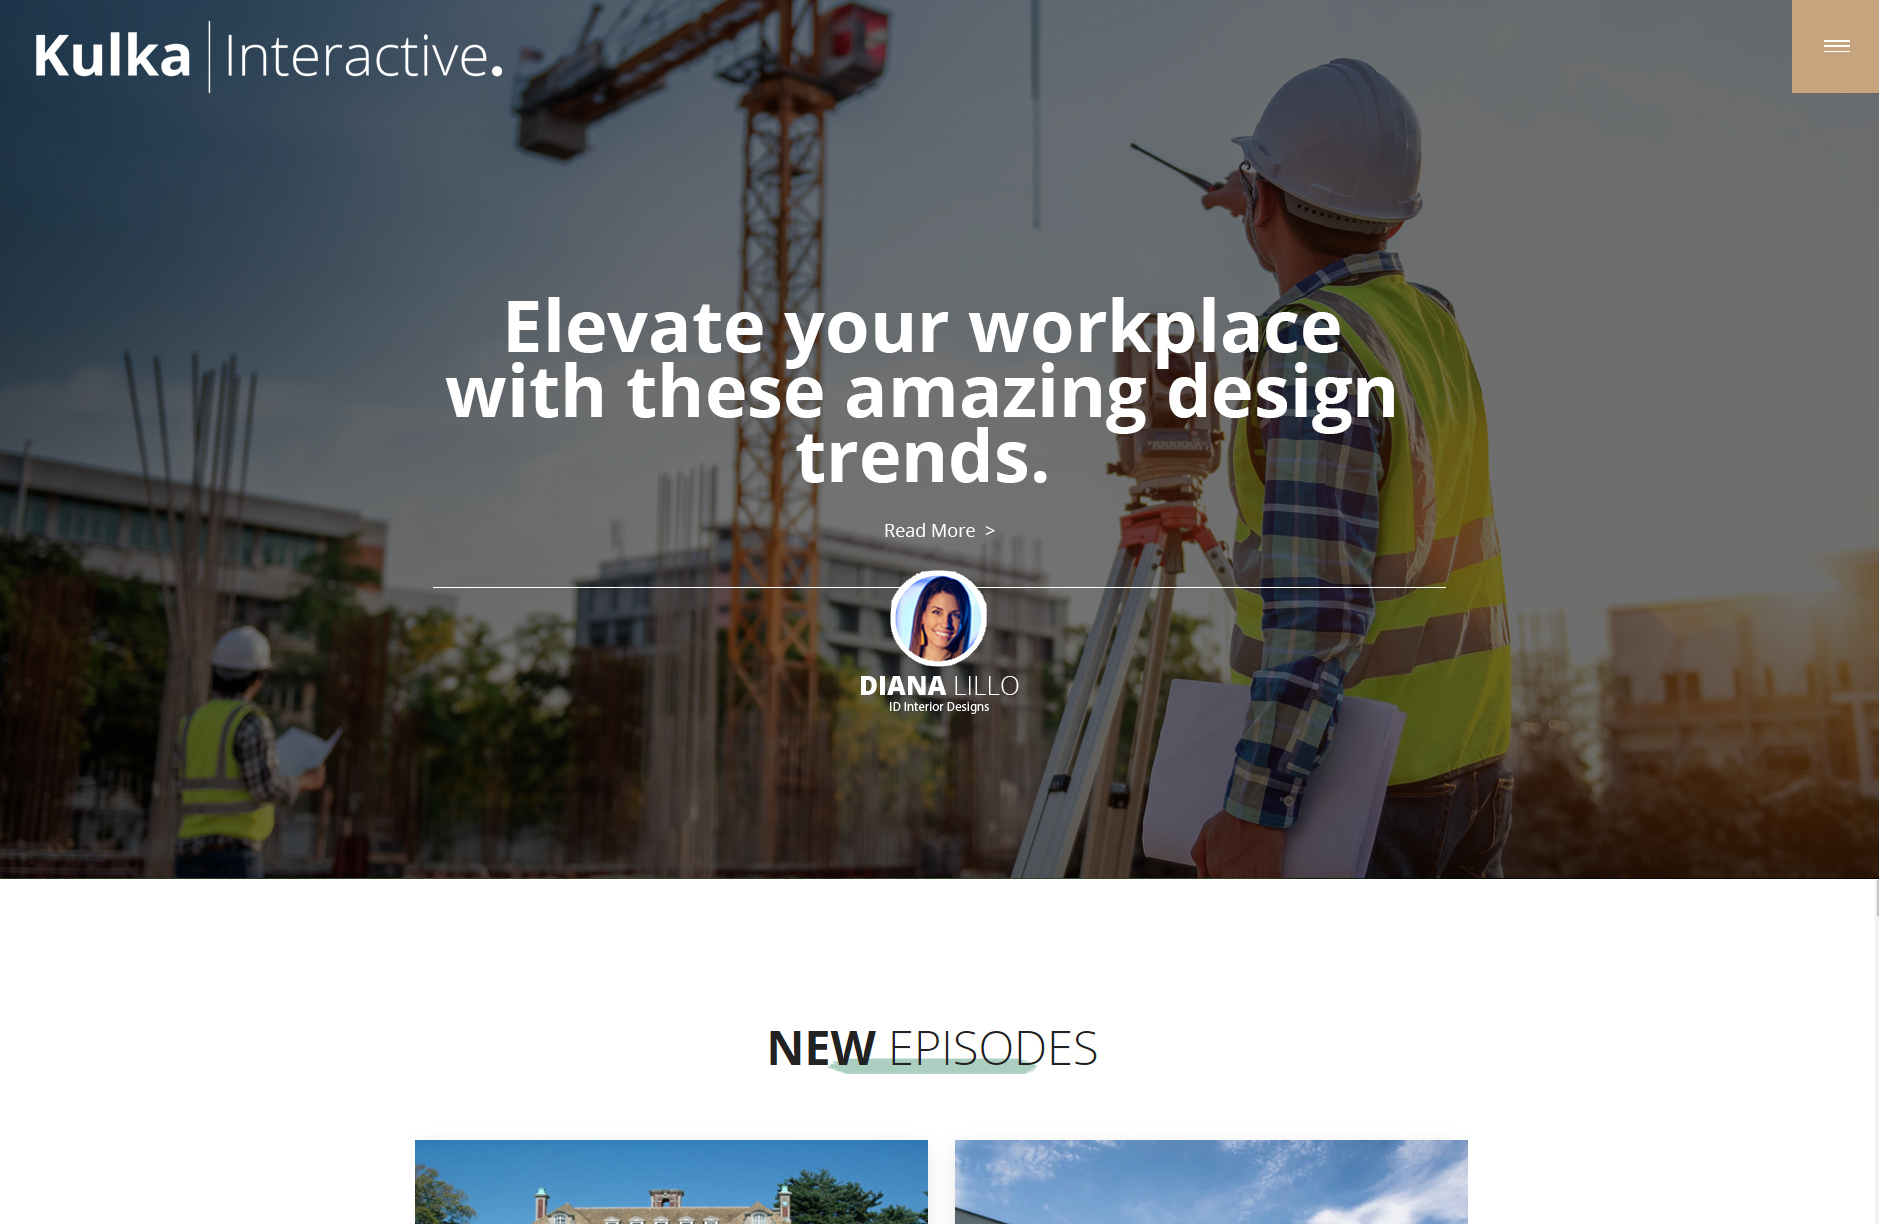 Kulka | Interactive.
Elevate your workplace
with these amazing design
trends.
Read More >
DIANA LILLO
ID Interior Designs
NEW EPISODES